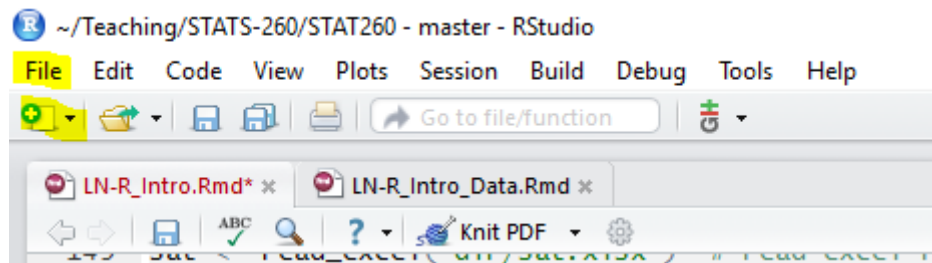 R ~/Teaching/STATS-260/STAT260 - master - RStudio
File Edit Code View Plots Session Build Debug Tools Help
Go to file/function
LN-R_Intro.Rmd* × LN-R_Intro_Data.Rmd ×
ABC ? Knit PDF